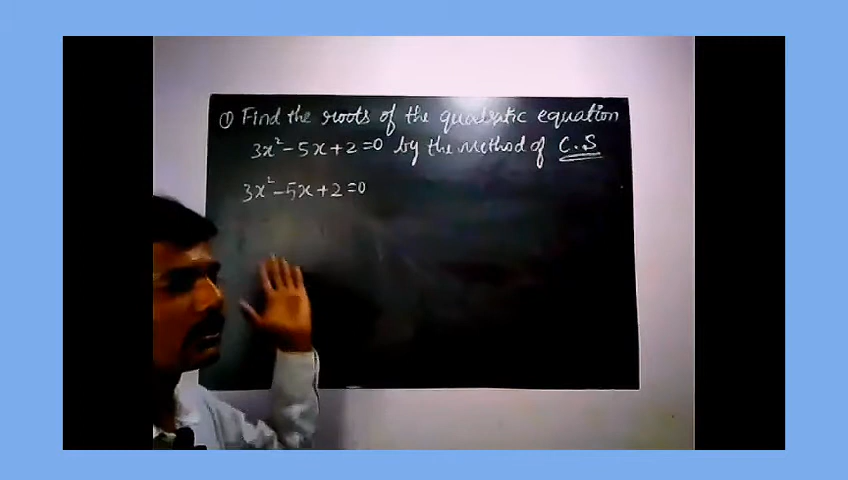 ① Find the roots of the quadratic equation
3x² - 5x + 2 = 0 by the method of C.S
3x² - 5x + 2 = 0